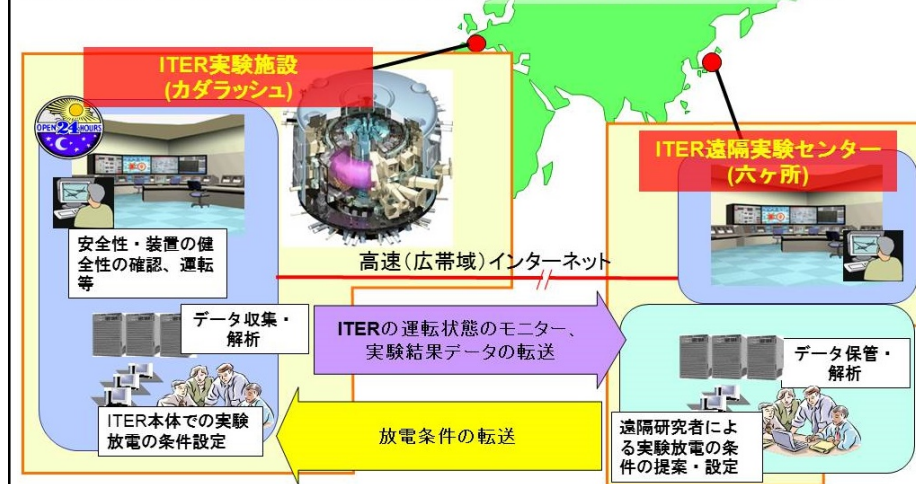 ITER実験施設
(カダラッシュ)
OPEN 24 HOURS
安全性・装置の健
全性の確認、運転
等
データ収集・
解析
ITER本体での実験
放電の条件設定
高速(広帯域)インターネット
ITERの運転状態のモニター、
実験結果データの転送
放電条件の転送
ITER遠隔実験センター
(六ヶ所)
データ保管・
解析
遠隔研究者によ
る実験放電の条
件の提案・設定